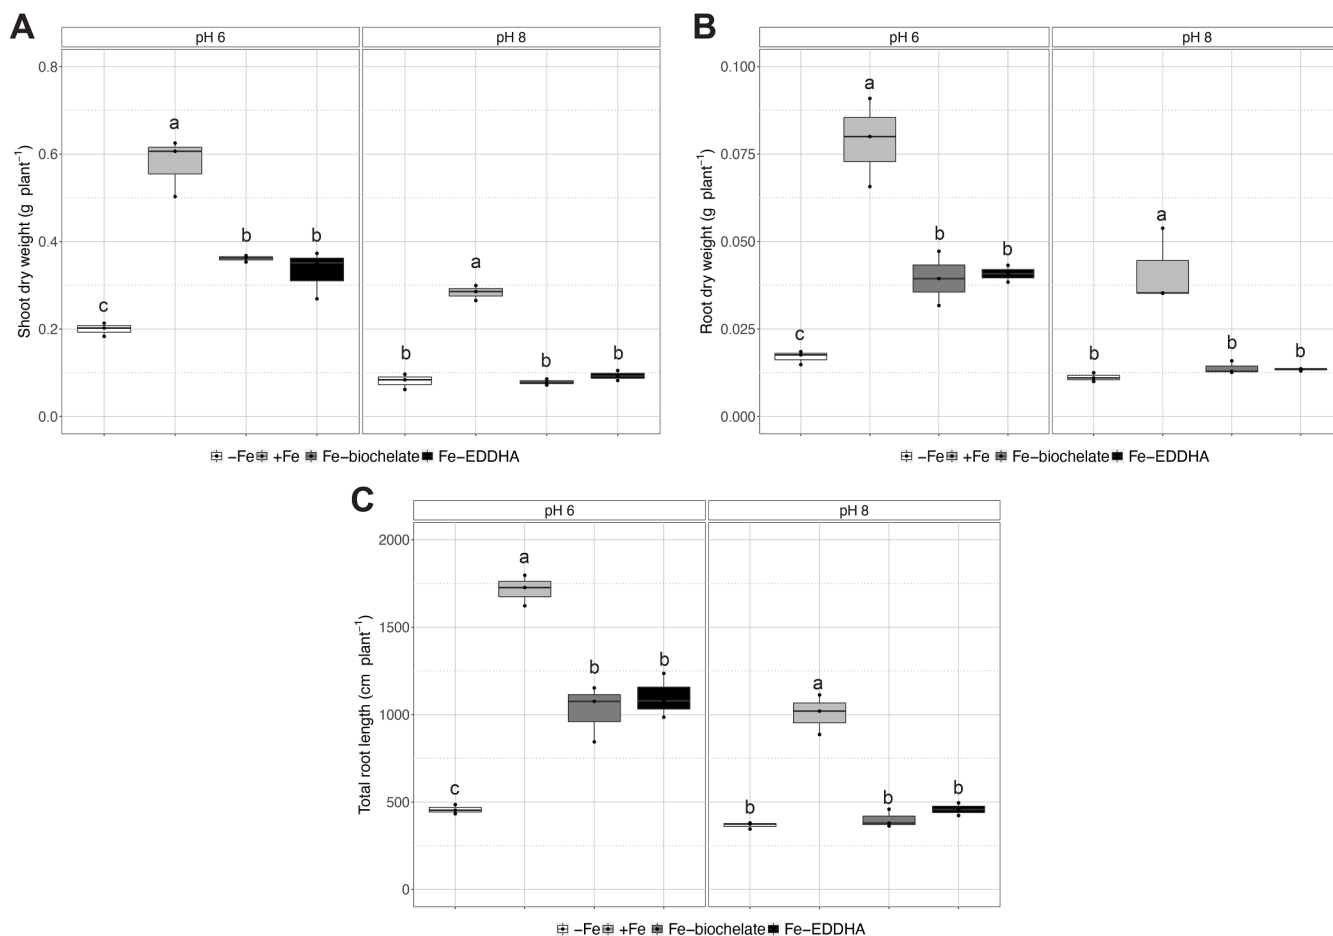 A
pH 6
pH 8
Shoot dry weight (g plant⁻¹)
0.8
0.6
0.4
0.2
0.0
c
a
b
b
b
a
b
b
−Fe +Fe Fe−biochelate Fe−EDDHA
B
pH 6
pH 8
Root dry weight (g plant⁻¹)
0.100
0.075
0.050
0.025
0.000
c
a
b
b
b
a
b
b
−Fe +Fe Fe−biochelate Fe−EDDHA
C
pH 6
pH 8
Total root length (cm plant⁻¹)
2000
1500
1000
500
0
c
a
b
b
b
a
b
b
−Fe +Fe Fe−biochelate Fe−EDDHA